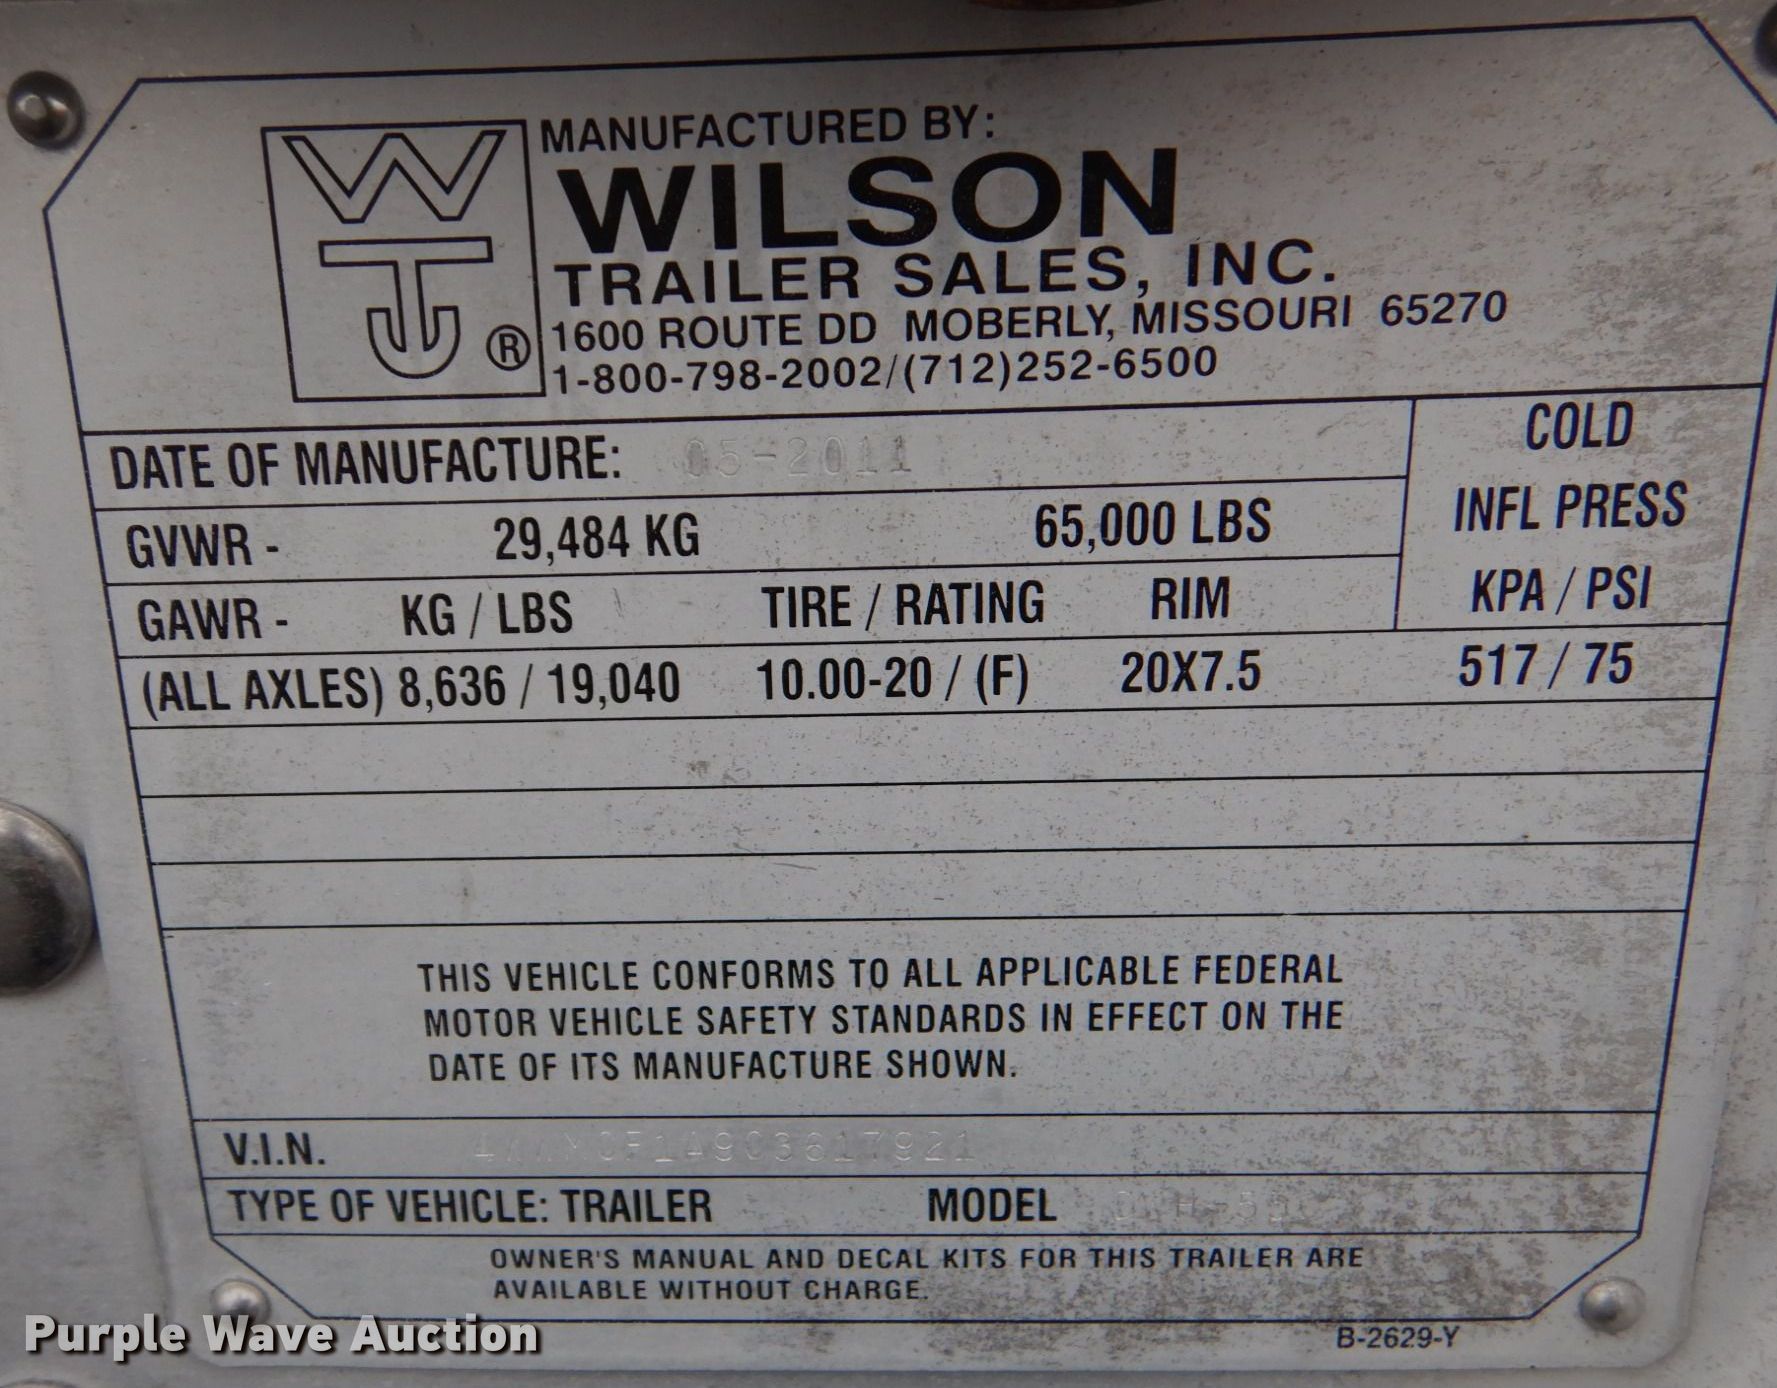 MANUFACTURED BY:
WILSON
TRAILER SALES, INC.
WTJ ®
1600 ROUTE DD MOBERLY, MISSOURI 65270
1-800-798-2002/(712)252-6500
DATE OF MANUFACTURE: 05-2011
COLD
INFL PRESS
KPA / PSI
GVWR - 29,484 KG 65,000 LBS
GAWR - KG / LBS TIRE / RATING RIM
(ALL AXLES) 8,636 / 19,040 10.00-20 / (F) 20X7.5 517 / 75
THIS VEHICLE CONFORMS TO ALL APPLICABLE FEDERAL
MOTOR VEHICLE SAFETY STANDARDS IN EFFECT ON THE
DATE OF ITS MANUFACTURE SHOWN.
V.I.N.
TYPE OF VEHICLE: TRAILER MODEL
OWNER'S MANUAL AND DECAL KITS FOR THIS TRAILER ARE
AVAILABLE WITHOUT CHARGE.
B-2629-Y
Purple Wave Auction